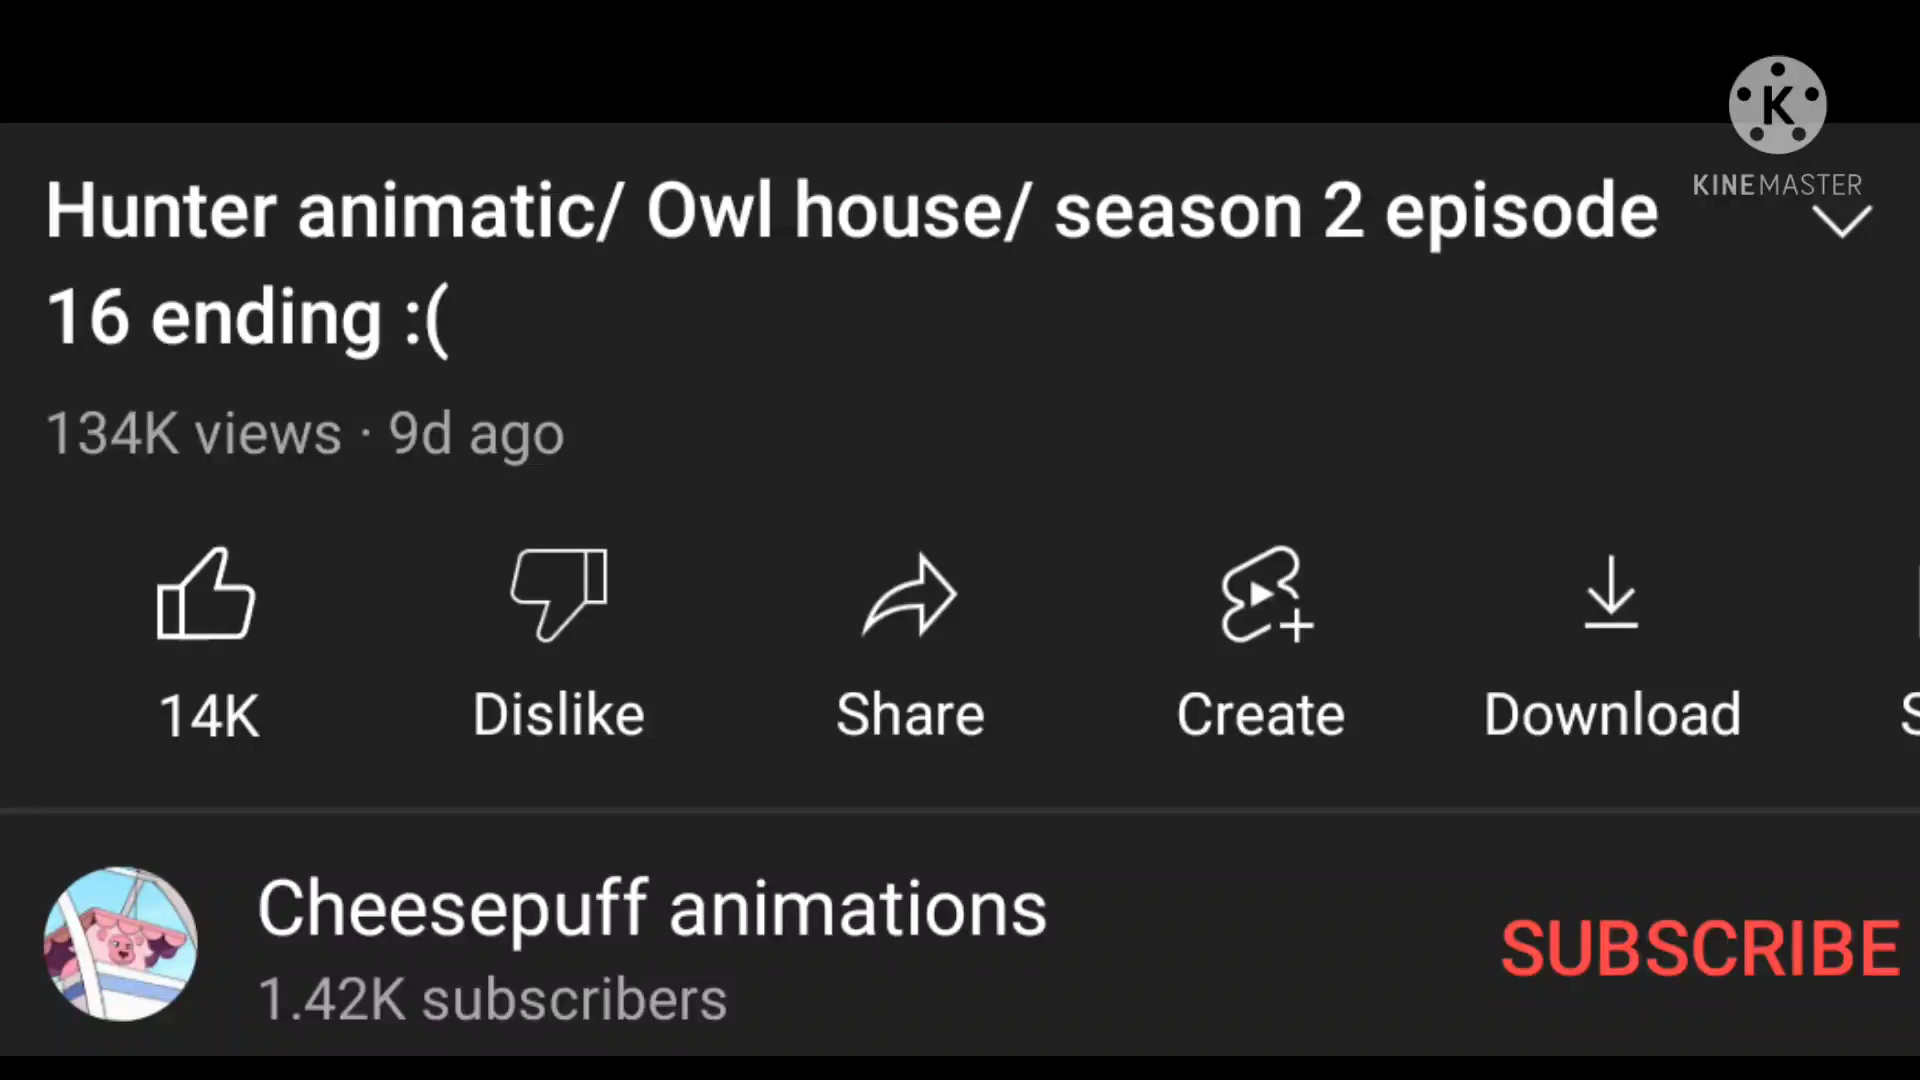 K
KINEMASTER
Hunter animatic/ Owl house/ season 2 episode
16 ending :(
134K views · 9d ago
14K
Dislike
Share
Create
Download
S
Cheesepuff animations
1.42K subscribers
SUBSCRIBE